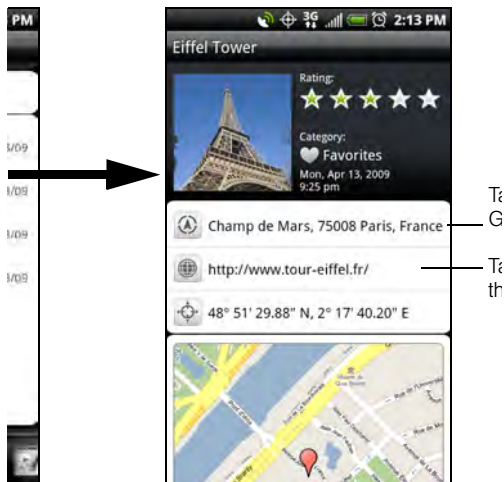 PM
3G 2:13 PM
Eiffel Tower
Rating:
Category:
Favorites
Mon, Apr 13, 2009
9:25 pm
/09
/09
/09
/09
Champ de Mars, 75008 Paris, France
http://www.tour-eiffel.fr/
48° 51' 29.88" N, 2° 17' 40.20" E
Ta
G
Ta
th